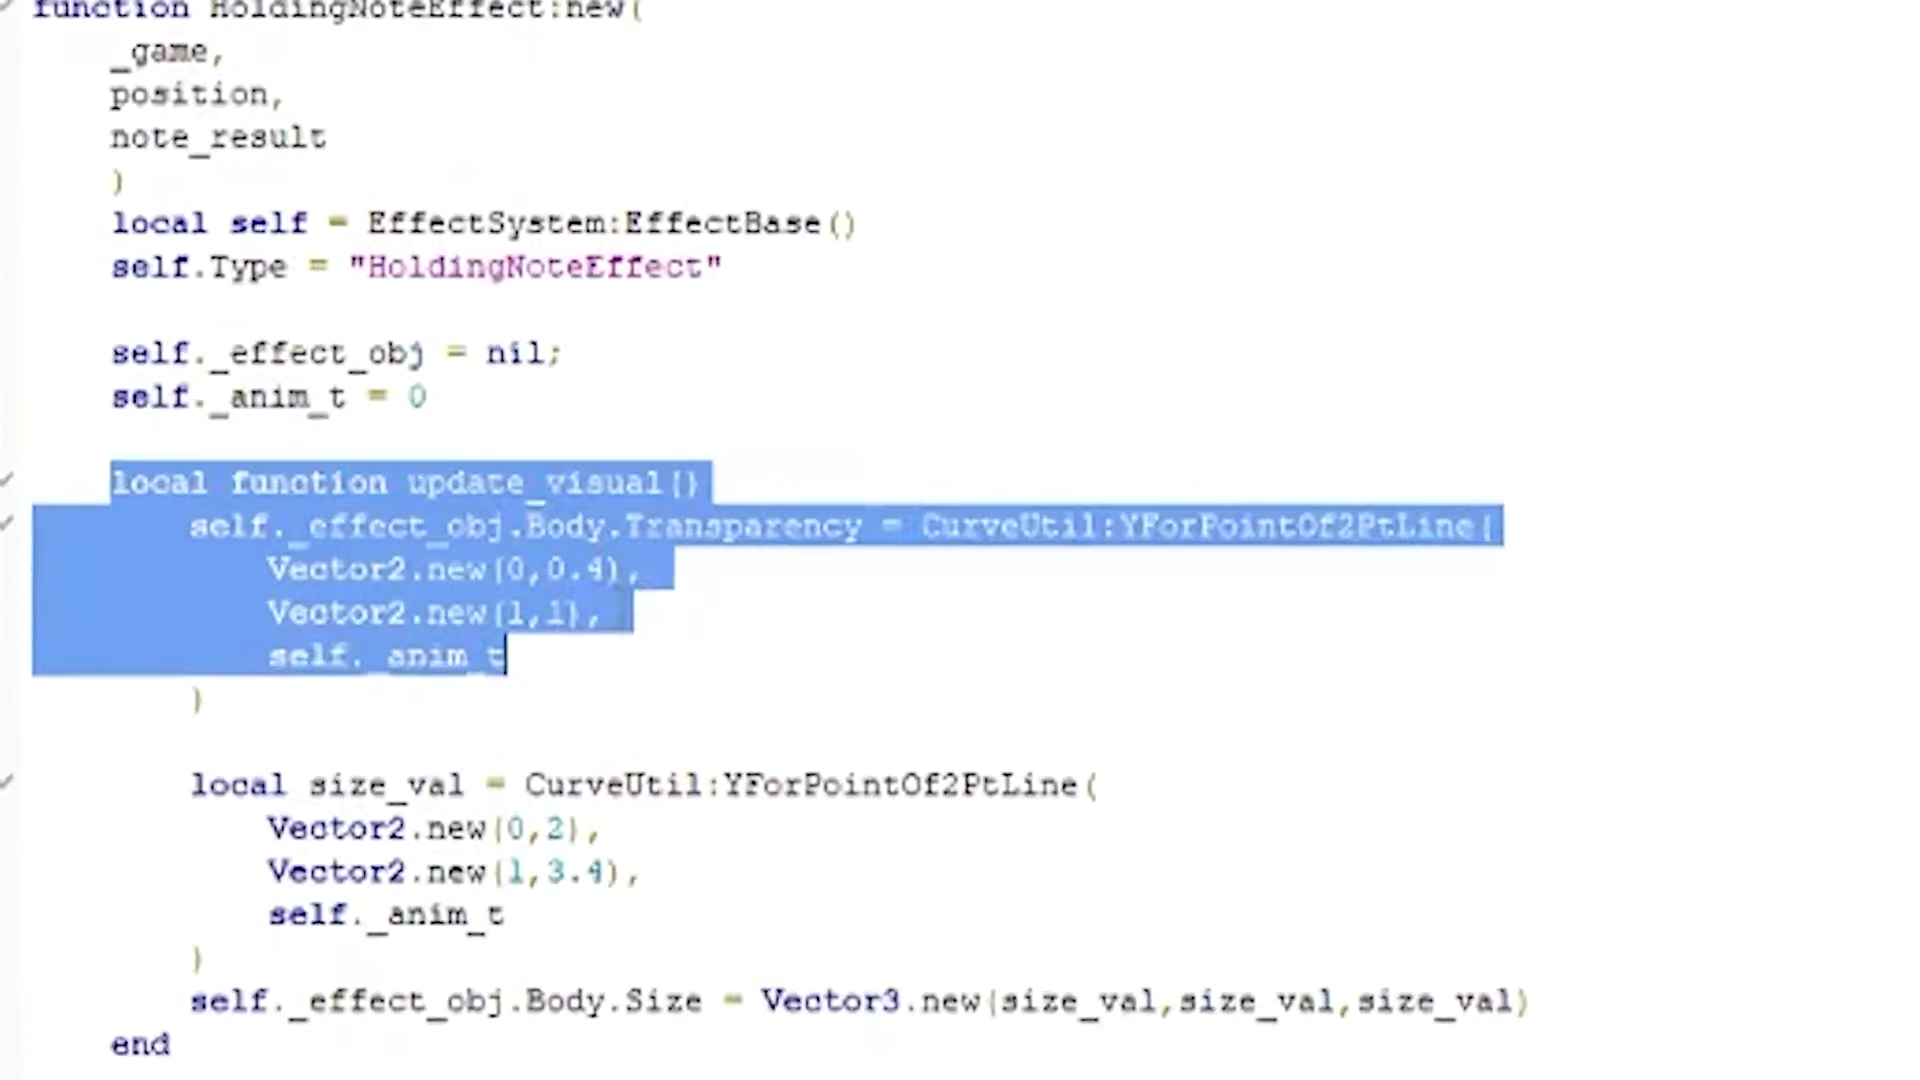 function HoldingNoteEffect:new(
_game,
position,
note_result
)
local self = EffectSystem:EffectBase()
self.Type = "HoldingNoteEffect"
self._effect_obj = nil;
self._anim_t = 0
local function update_visual()
self._effect_obj.Body.Transparency = CurveUtil:YForPointOf2PtLine(
Vector2.new(0,0.4),
Vector2.new(1,1),
self._anim_t
)
local size_val = CurveUtil:YForPointOf2PtLine(
Vector2.new(0,2),
Vector2.new(1,3.4),
self._anim_t
)
self._effect_obj.Body.Size = Vector3.new(size_val,size_val,size_val)
end